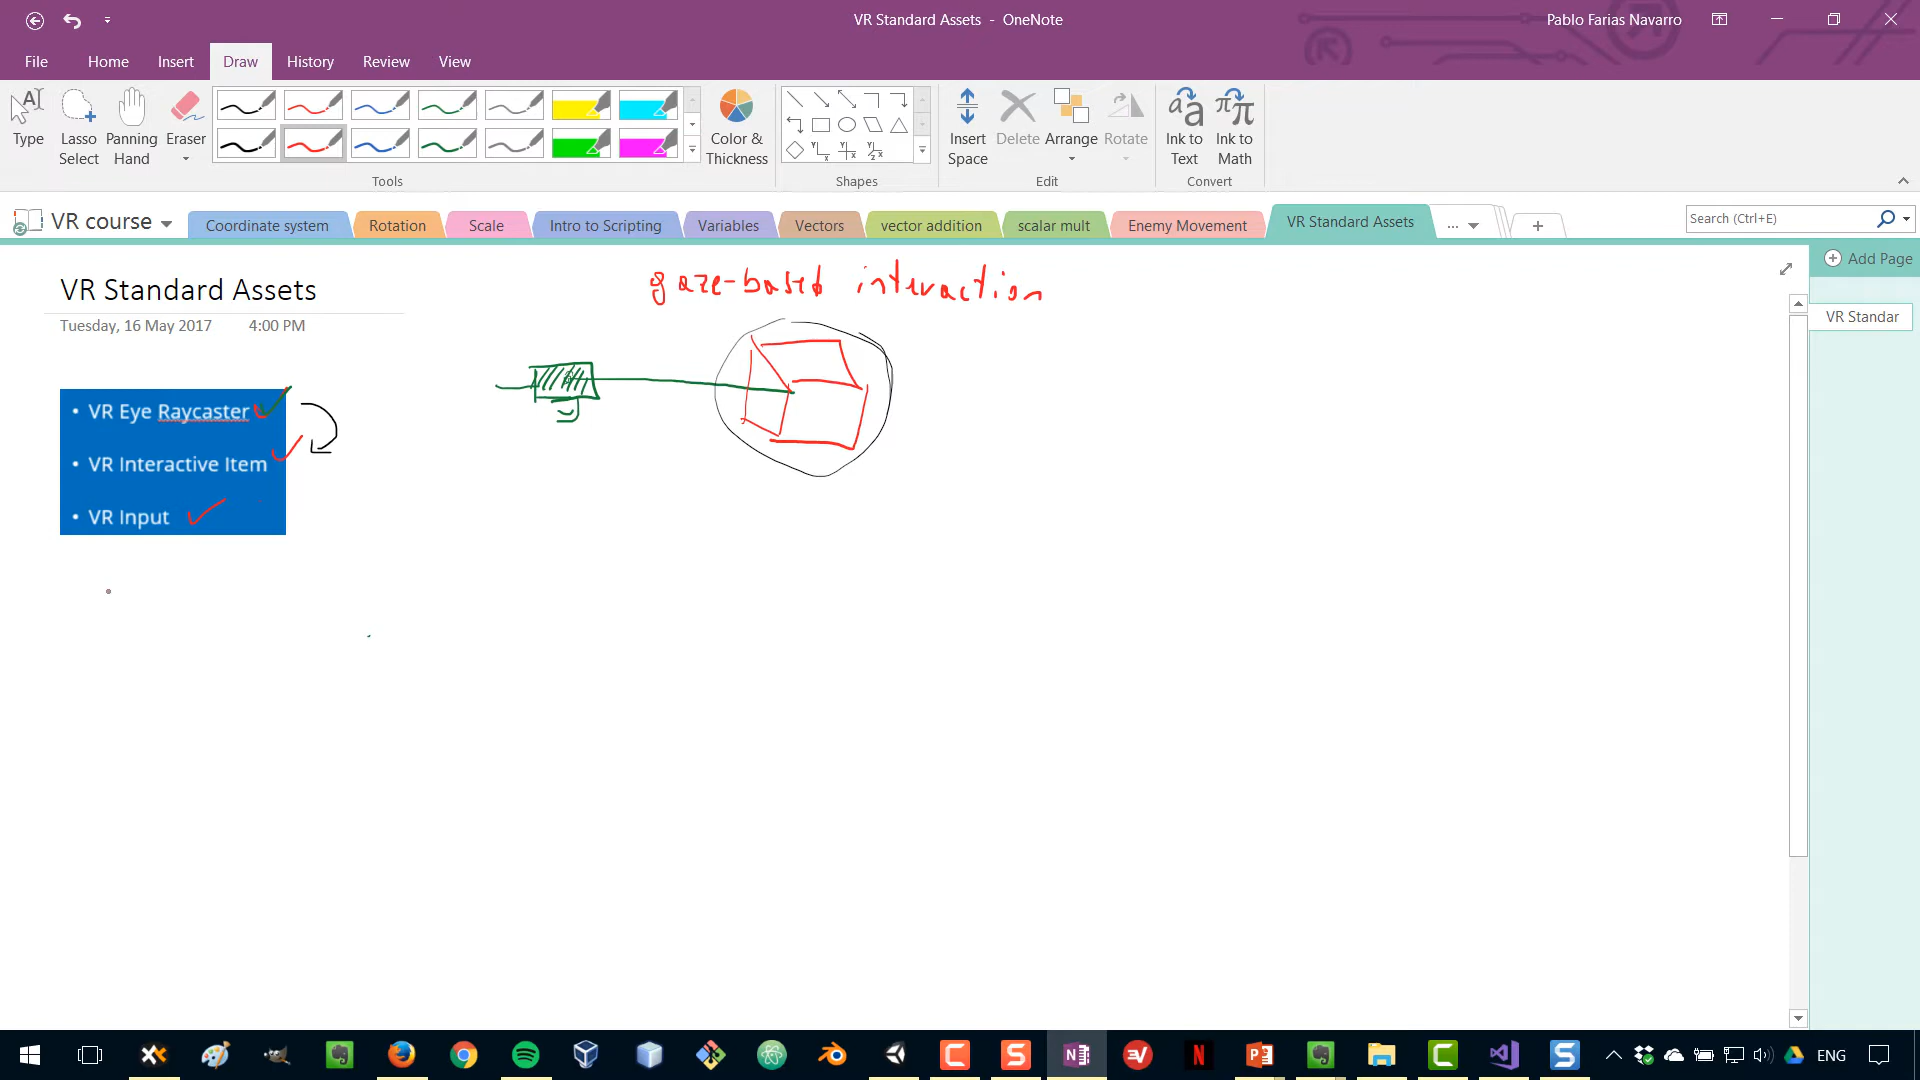 VR Standard Assets - OneNote
Pablo Farias Navarro
File Home Insert Draw History Review View
Type
Lasso Select
Panning Hand
Eraser
Color & Thickness
Insert Space
Delete
Arrange
Rotate
Ink to Text
Ink to Math
Tools
Shapes
Edit
Convert
VR course
Coordinate system
Rotation
Scale
Intro to Scripting
Variables
Vectors
vector addition
scalar mult
Enemy Movement
VR Standard Assets
...
Search (Ctrl+E)
Add Page
VR Standar
VR Standard Assets
Tuesday, 16 May 2017 4:00 PM
gaze-based interaction
• VR Eye Raycaster
• VR Interactive Item
• VR Input
ENG